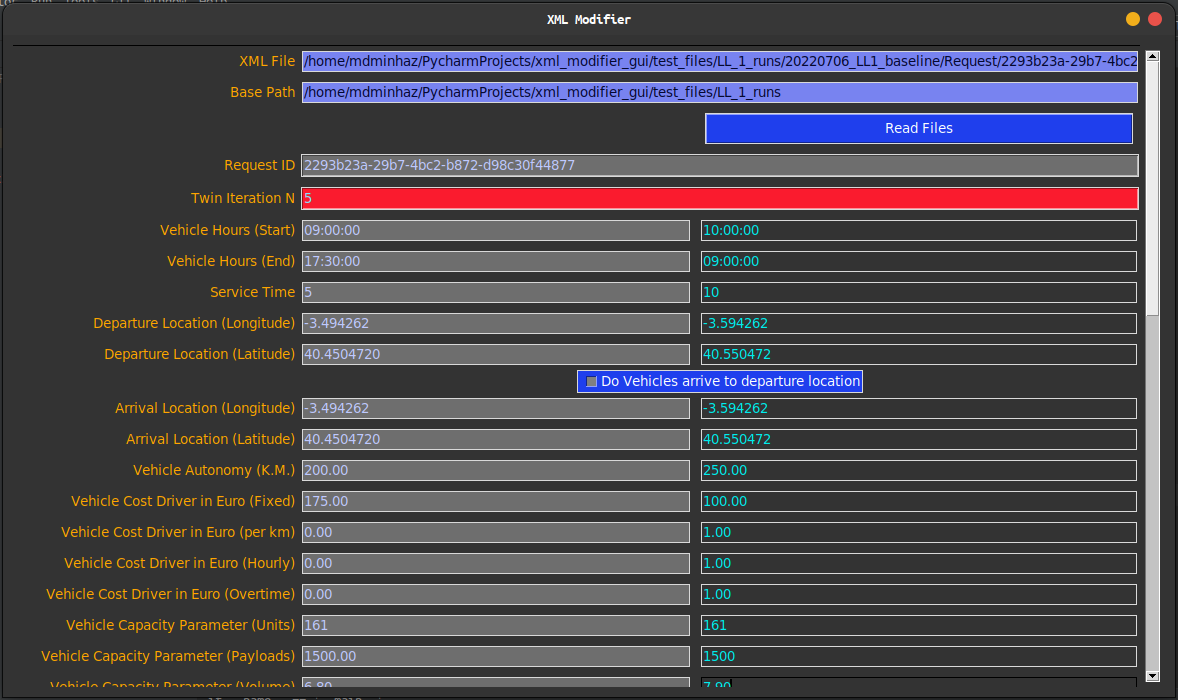 XML Modifier
XML File /home/mdminhaz/PycharmProjects/xml_modifier_gui/test_files/LL_1_runs/20220706_LL1_baseline/Request/2293b23a-29b7-4bc2
Base Path /home/mdminhaz/PycharmProjects/xml_modifier_gui/test_files/LL_1_runs
Read Files
Request ID 2293b23a-29b7-4bc2-b872-d98c30f44877
Twin Iteration N 5
Vehicle Hours (Start) 09:00:00 10:00:00
Vehicle Hours (End) 17:30:00 09:00:00
Service Time 5 10
Departure Location (Longitude) -3.494262 -3.594262
Departure Location (Latitude) 40.4504720 40.550472
Do Vehicles arrive to departure location
Arrival Location (Longitude) -3.494262 -3.594262
Arrival Location (Latitude) 40.4504720 40.550472
Vehicle Autonomy (K.M.) 200.00 250.00
Vehicle Cost Driver in Euro (Fixed) 175.00 100.00
Vehicle Cost Driver in Euro (per km) 0.00 1.00
Vehicle Cost Driver in Euro (Hourly) 0.00 1.00
Vehicle Cost Driver in Euro (Overtime) 0.00 1.00
Vehicle Capacity Parameter (Units) 161 161
Vehicle Capacity Parameter (Payloads) 1500.00 1500
Vehicle Capacity Parameter (Volume) 6.80 7.90